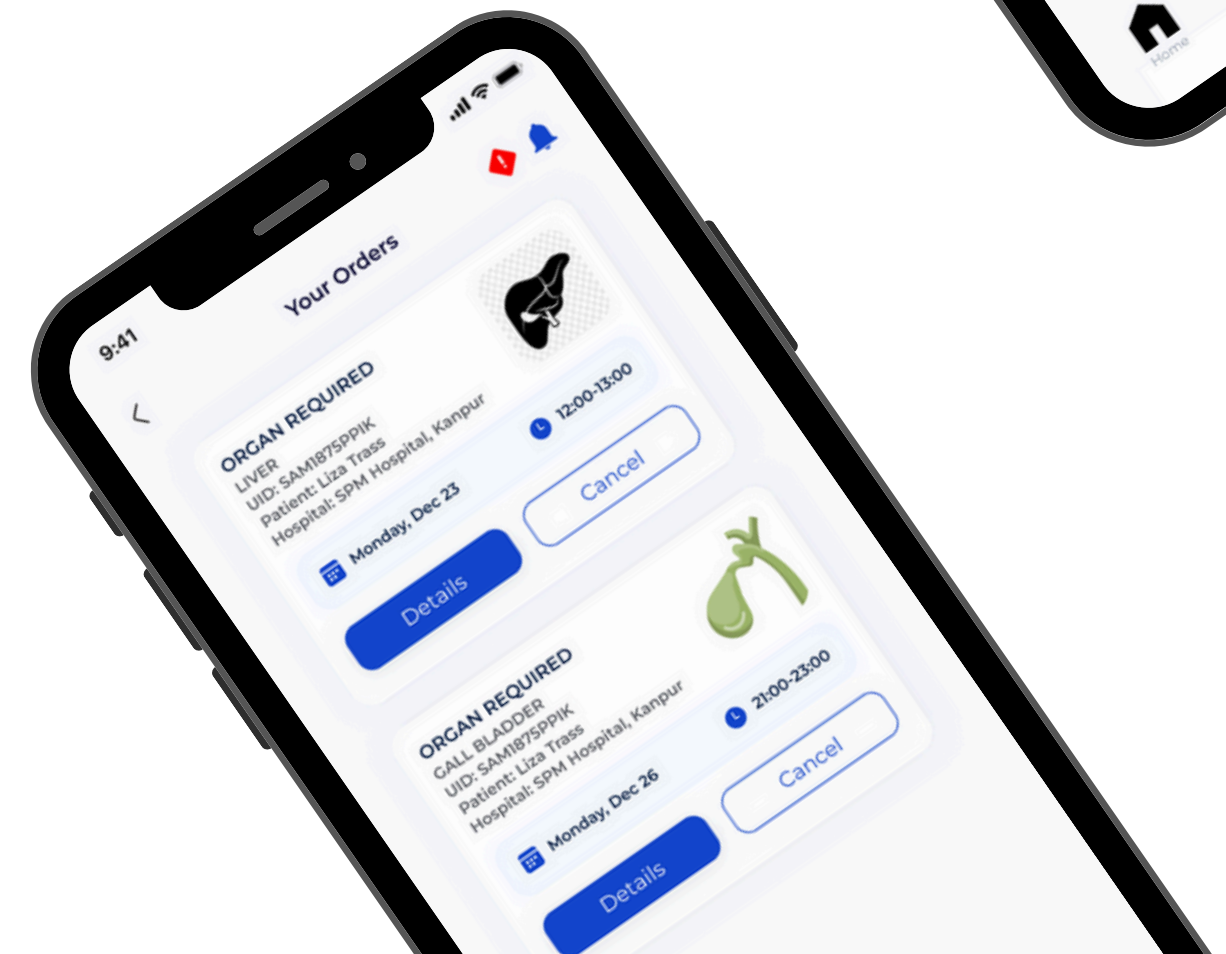 9:41
Your Orders
ORGAN REQUIRED
LIVER
UID: SAM1875PPIK
Patient: Liza Trass
Hospital: SPM Hospital, Kanpur
Monday, Dec 23
12:00-13:00
Details
Cancel
ORGAN REQUIRED
GALL BLADDER
UID: SAM1875PPIK
Patient: Liza Trass
Hospital: SPM Hospital, Kanpur
Monday, Dec 26
21:00-23:00
Details
Cancel
Home